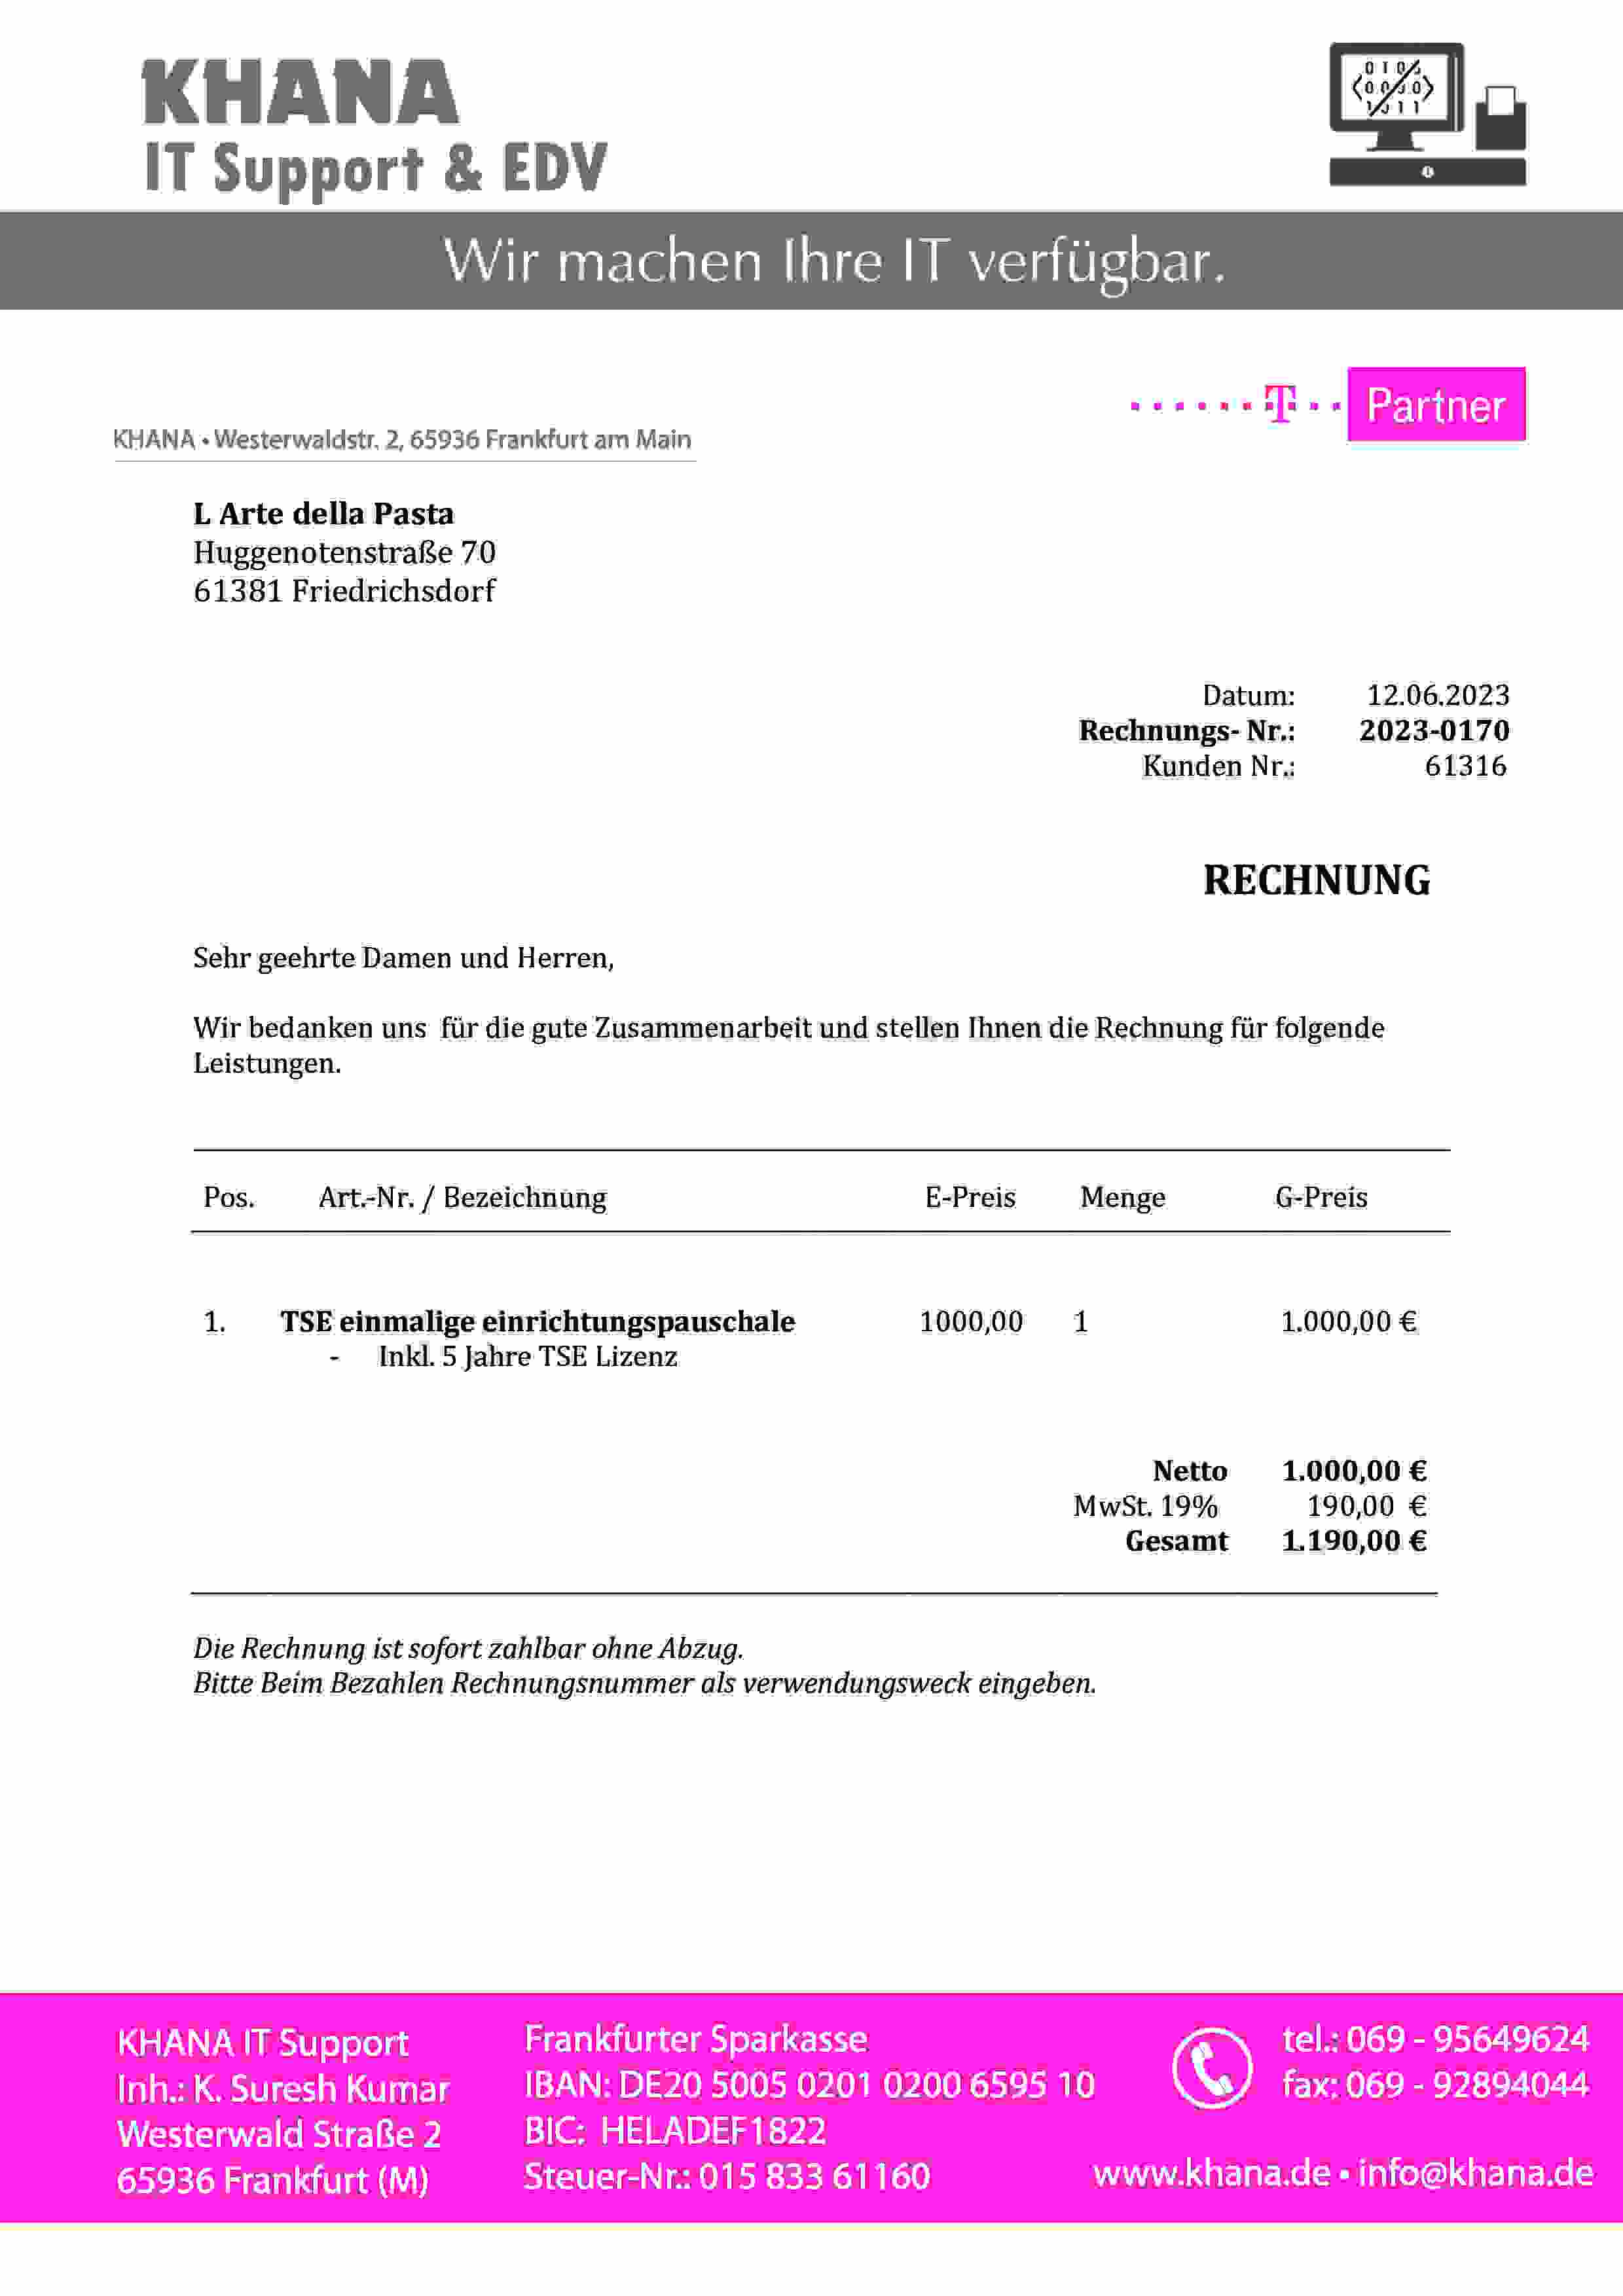 KHANA
IT Support & EDV
Wir machen Ihre IT verfügbar.
T Partner
KHANA • Westerwaldstr. 2, 65936 Frankfurt am Main
L Arte della Pasta
Huggenotenstraße 70
61381 Friedrichsdorf
Datum: 12.06.2023
Rechnungs- Nr.: 2023-0170
Kunden Nr.: 61316
RECHNUNG
Sehr geehrte Damen und Herren,
Wir bedanken uns  für die gute Zusammenarbeit und stellen Ihnen die Rechnung für folgende
Leistungen.
Pos. Art.-Nr. / Bezeichnung E-Preis Menge G-Preis
1. TSE einmalige einrichtungspauschale 1000,00 1 1.000,00 €
- Inkl. 5 Jahre TSE Lizenz
Netto 1.000,00 €
MwSt. 19% 190,00 €
Gesamt 1.190,00 €
Die Rechnung ist sofort zahlbar ohne Abzug.
Bitte Beim Bezahlen Rechnungsnummer als verwendungsweck eingeben.
KHANA IT Support
Inh.: K. Suresh Kumar
Westerwald Straße 2
65936 Frankfurt (M)
Frankfurter Sparkasse
IBAN: DE20 5005 0201 0200 6595 10
BIC: HELADEF1822
Steuer-Nr.: 015 833 61160
tel.: 069 - 95649624
fax: 069 - 92894044
www.khana.de • info@khana.de